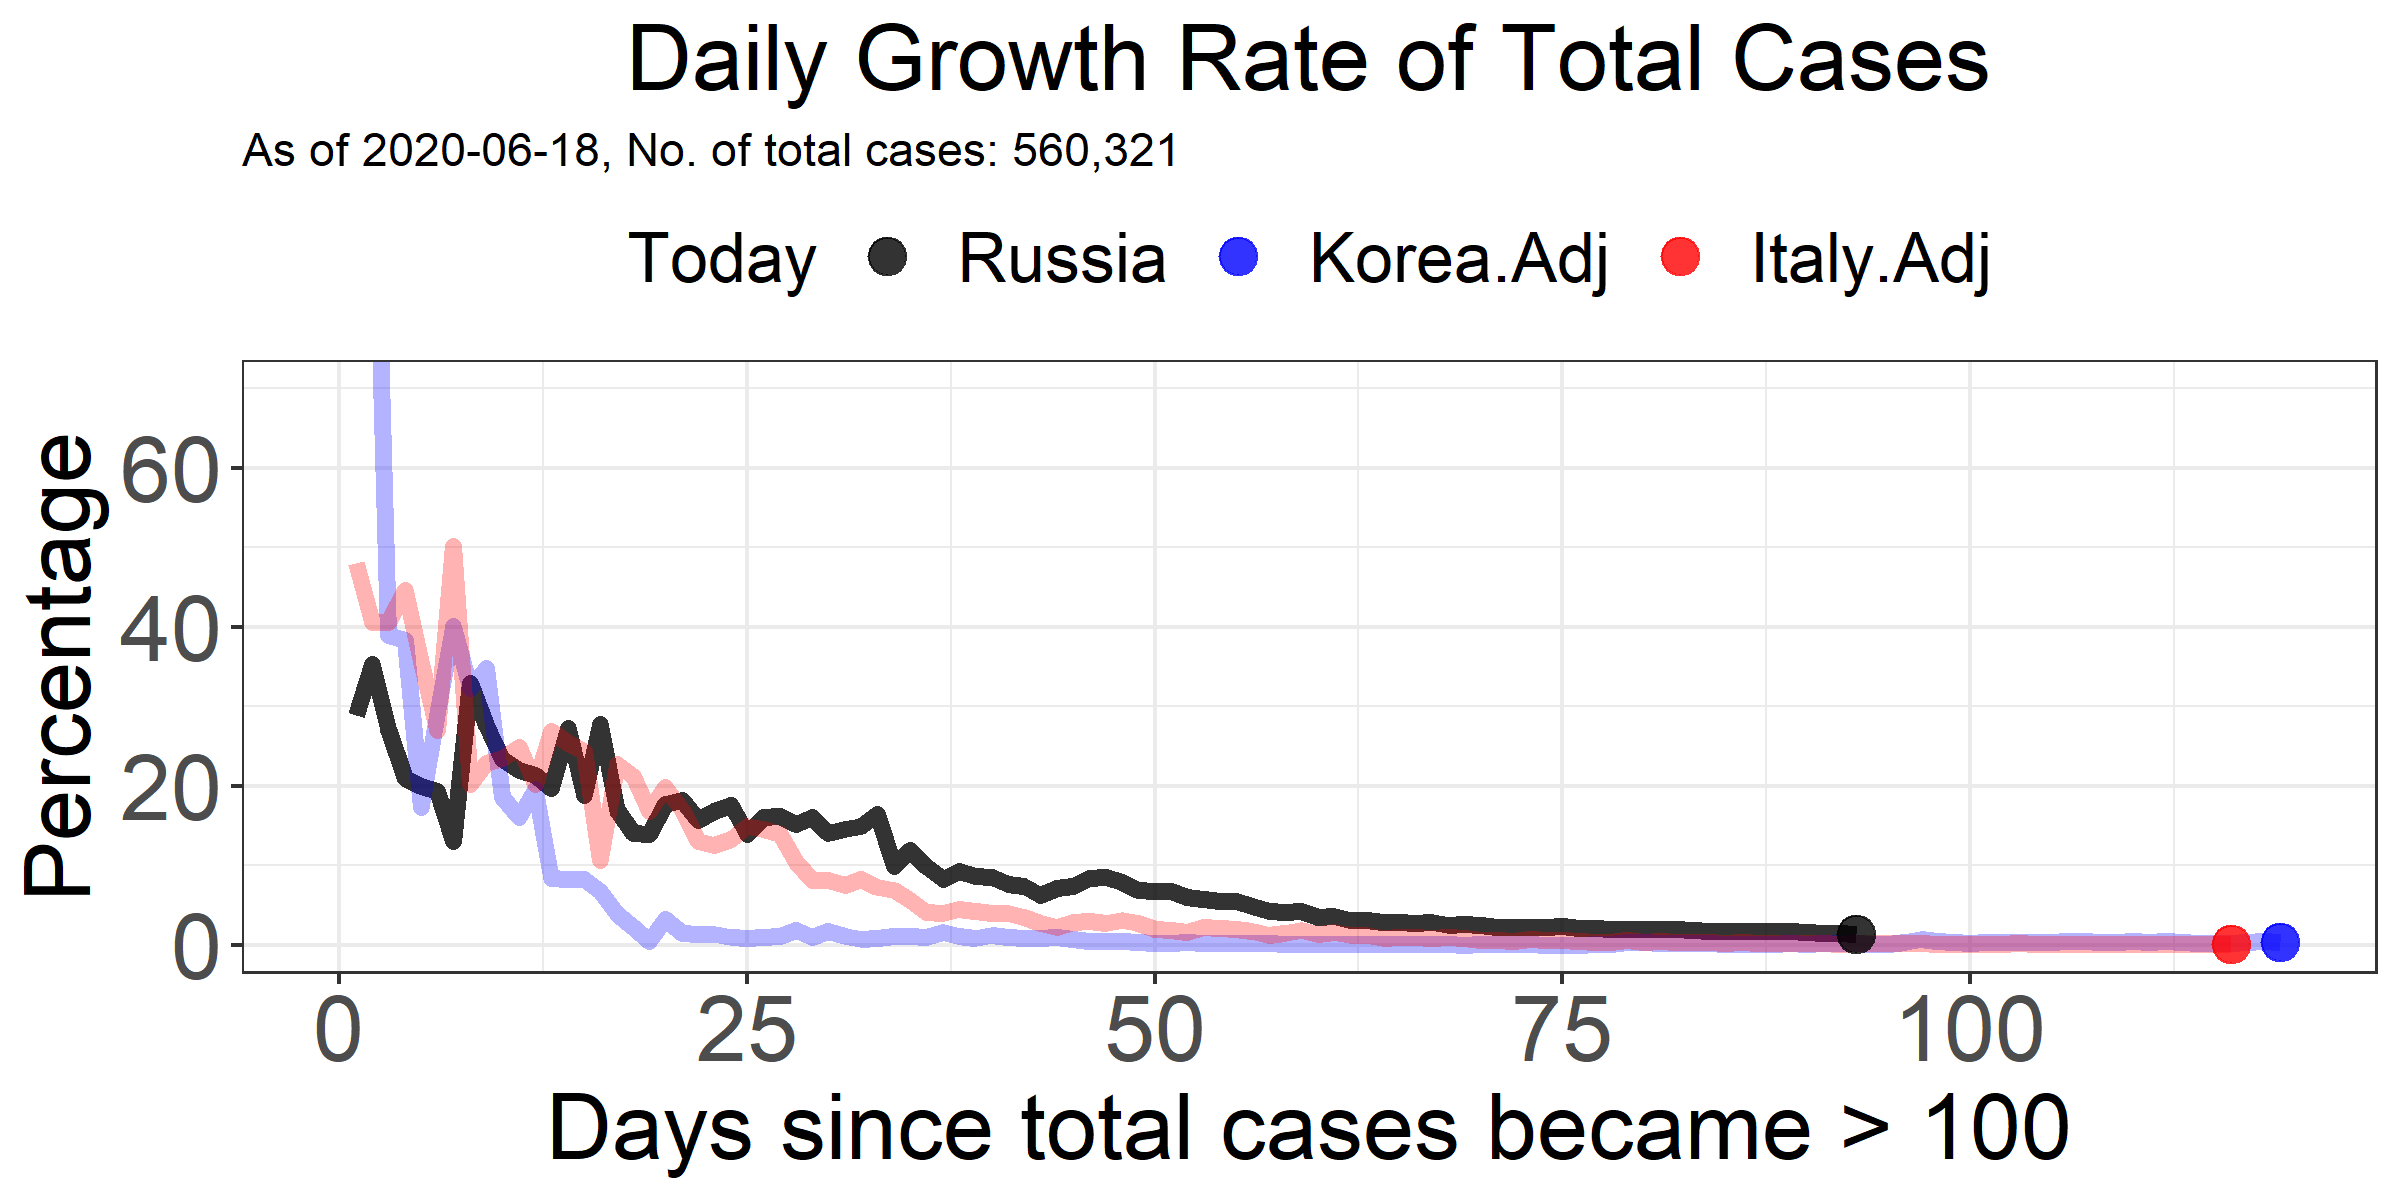 Daily Growth Rate of Total Cases
As of 2020-06-18, No. of total cases: 560,321
Today Russia Korea.Adj Italy.Adj
Percentage
60
40
20
0
0 25 50 75 100
Days since total cases became > 100